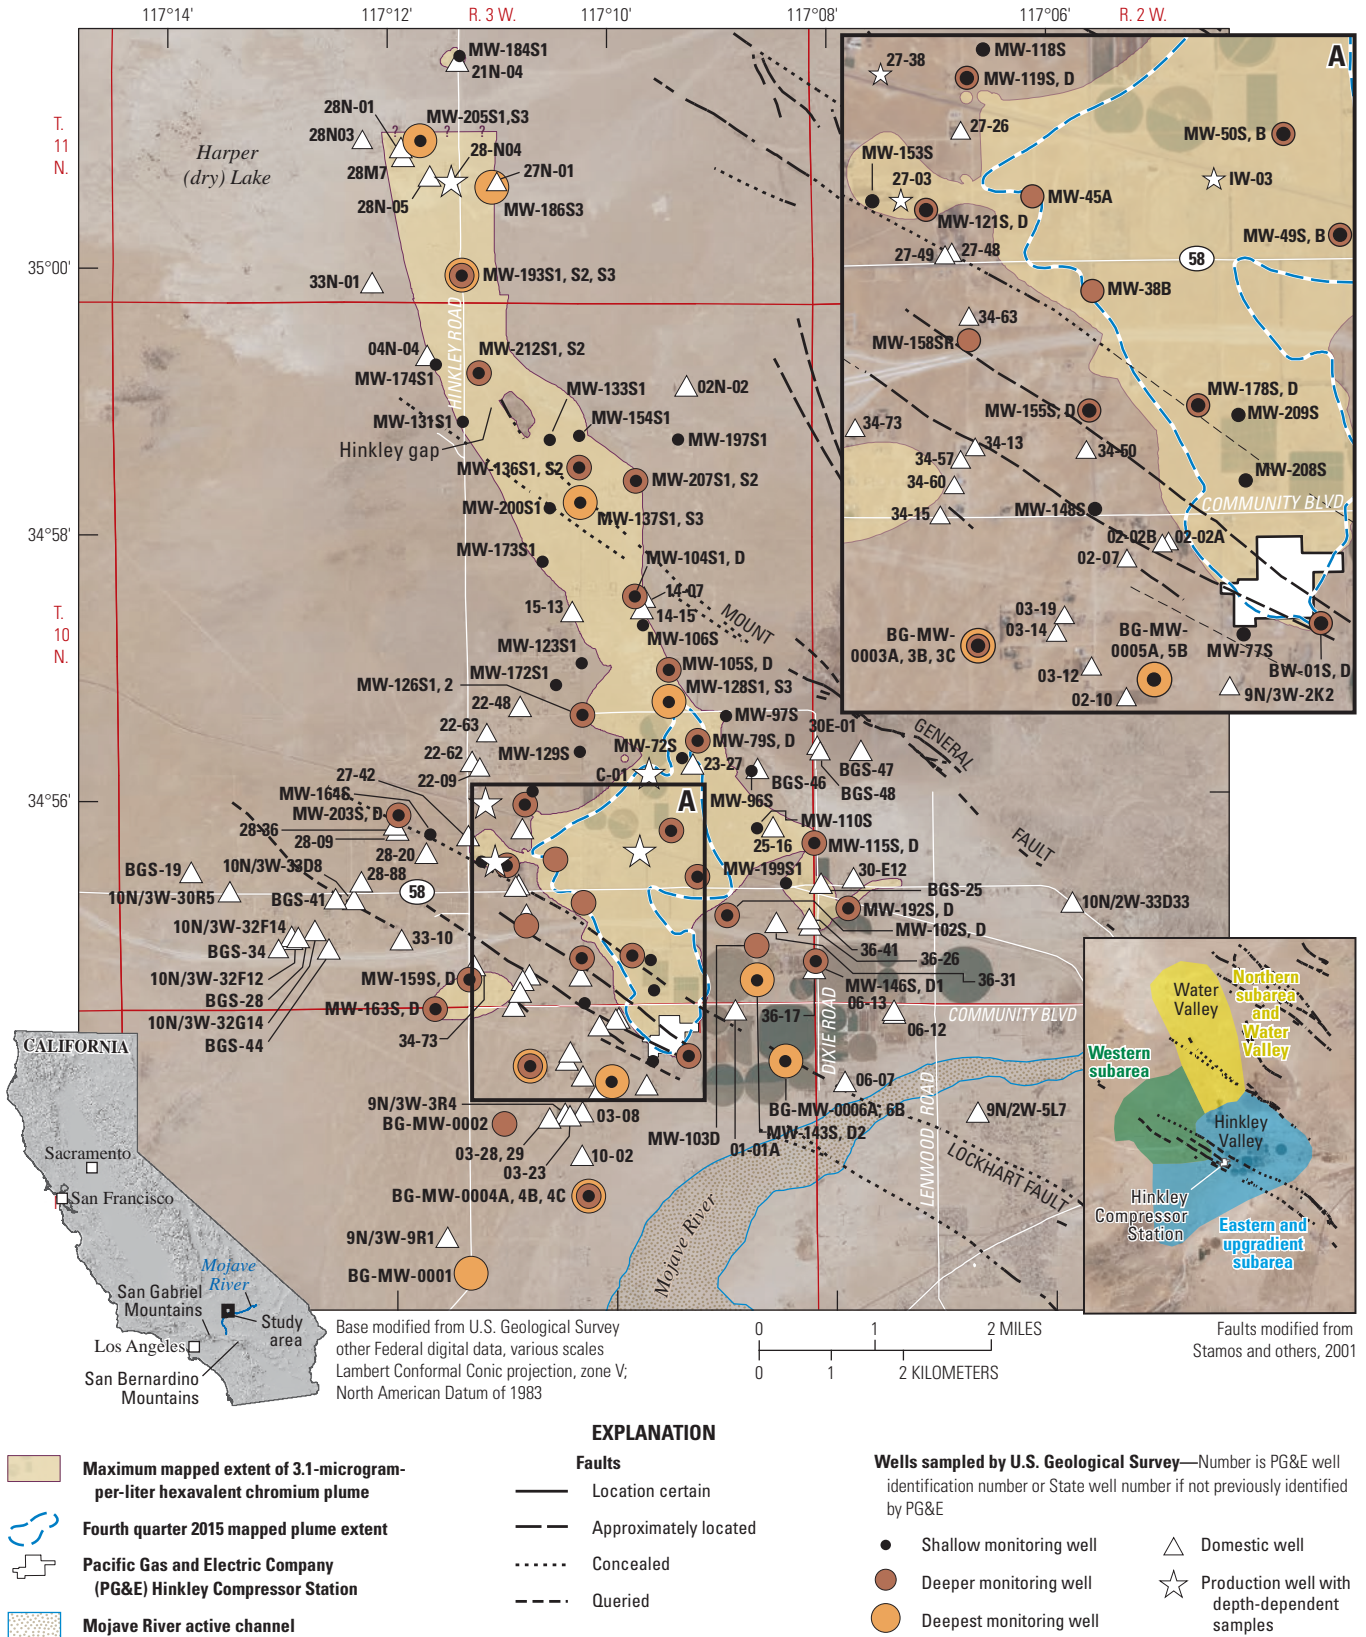 117°14'
117°12'
R. 3 W.
117°10'
117°08'
117°06'
R. 2 W.
T.
11
N.
T.
10
N.
35°00'
34°58'
34°56'
Harper
(dry) Lake
MW-184S1
21N-04
28N-01
MW-205S1,S3
28N03
28-N04
28M7
27N-01
28N-05
MW-186S3
? ? ?
MW-193S1, S2, S3
33N-01
HINKLEY ROAD
04N-04
MW-212S1, S2
MW-174S1
MW-133S1
02N-02
MW-131S1
MW-154S1
Hinkley gap
MW-197S1
MW-136S1, S2
MW-207S1, S2
MW-200S1
MW-137S1, S3
MW-173S1
MW-104S1, D
14-07
15-13
14-15
MOUNT
MW-106S
MW-123S1
MW-105S, D
MW-172S1
MW-126S1, 2
MW-128S1, S3
22-48
MW-97S
22-63
30E-01
GENERAL
MW-72S
MW-79S, D
22-62
MW-129S
22-09
C-01
23-27
BGS-46
BGS-47
BGS-48
27-42
MW-96S
MW-164S
MW-203S, D
A
MW-110S
28-36
28-09
25-16
MW-115S, D
FAULT
28-20
BGS-19
10N/3W-33D8
28-88
MW-199S1
30-E12
10N/3W-30R5
BGS-41
58
BGS-25
10N/2W-33D33
MW-192S, D
10N/3W-32F14
33-10
MW-102S, D
BGS-34
36-41
10N/3W-32F12
MW-159S, D
36-26
BGS-28
36-31
10N/3W-32G14
MW-163S, D
MW-146S, D1
BGS-44
34-73
36-17
06-13
COMMUNITY BLVD
06-12
DIXIE ROAD
06-07
9N/3W-3R4
03-08
BG-MW-0006A, 6B
BG-MW-0002
9N/2W-5L7
MW-103D
MW-143S, D2
03-28, 29
01-01A
03-23
10-02
LENWOOD ROAD
LOCKHART FAULT
BG-MW-0004A, 4B, 4C
9N/3W-9R1
BG-MW-0001
Mojave River
A
27-38
MW-118S
MW-119S, D
27-26
MW-50S, B
MW-153S
27-03
IW-03
MW-45A
MW-121S, D
MW-49S, B
27-49
27-48
58
MW-38B
34-63
MW-158SR
MW-178S, D
MW-155S, D
MW-209S
34-73
34-13
34-50
34-57
MW-208S
34-60
34-15
MW-148S
COMMUNITY BLVD
02-02B
02-02A
02-07
03-19
03-14
BG-MW-
0003A, 3B, 3C
BG-MW-
0005A, 5B
MW-77S
BW-01S, D
03-12
02-10
9N/3W-2K2
Water
Valley
Northern
subarea
and
Water
Valley
Western
subarea
Hinkley
Valley
Hinkley
Compressor
Station
Eastern and
upgradient
subarea
CALIFORNIA
Sacramento
San Francisco
Mojave
River
San Gabriel
Mountains
Study
area
Los Angeles
San Bernardino
Mountains
Base modified from U.S. Geological Survey
other Federal digital data, various scales
Lambert Conformal Conic projection, zone V;
North American Datum of 1983
0 1 2 MILES
0 1 2 KILOMETERS
Faults modified from
Stamos and others, 2001
EXPLANATION
Maximum mapped extent of 3.1-microgram-
per-liter hexavalent chromium plume
Fourth quarter 2015 mapped plume extent
Pacific Gas and Electric Company
(PG&E) Hinkley Compressor Station
Mojave River active channel
Faults
Location certain
Approximately located
Concealed
Queried
Wells sampled by U.S. Geological Survey—Number is PG&E well
identification number or State well number if not previously identified
by PG&E
Shallow monitoring well
Deeper monitoring well
Deepest monitoring well
Domestic well
Production well with
depth-dependent
samples